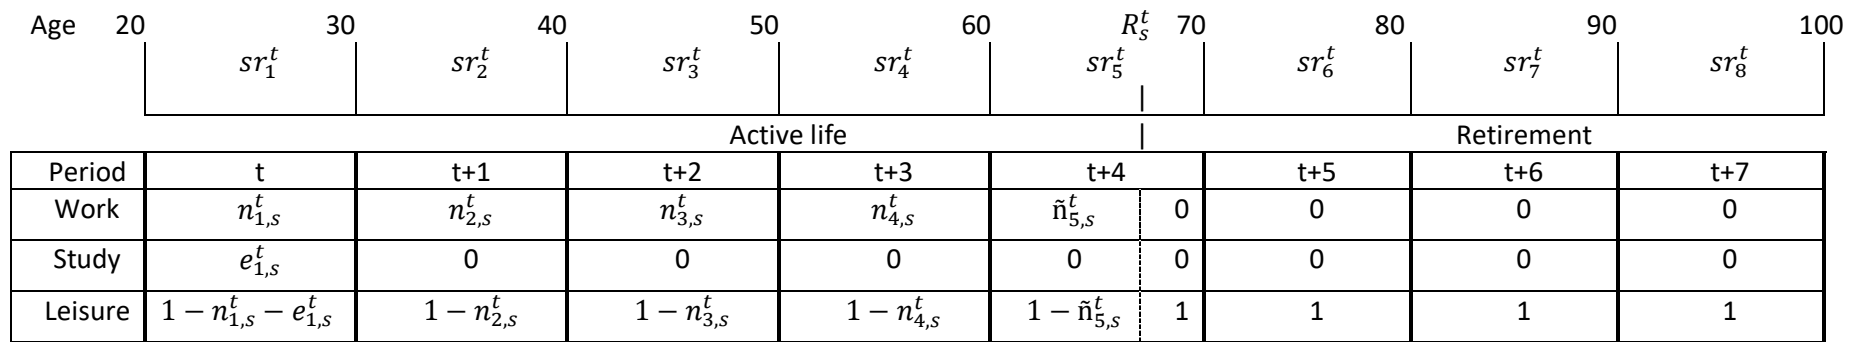 Age 20 30 40 50 60 R_s^t 70 80 90 100
sr_1^t sr_2^t sr_3^t sr_4^t sr_5^t sr_6^t sr_7^t sr_8^t
Active life Retirement
Period t t+1 t+2 t+3 t+4 t+5 t+6 t+7
Work n_{1,s}^t n_{2,s}^t n_{3,s}^t n_{4,s}^t ñ_{5,s}^t 0 0 0 0
Study e_{1,s}^t 0 0 0 0 0 0 0 0
Leisure 1 − n_{1,s}^t − e_{1,s}^t 1 − n_{2,s}^t 1 − n_{3,s}^t 1 − n_{4,s}^t 1 − ñ_{5,s}^t 1 1 1 1